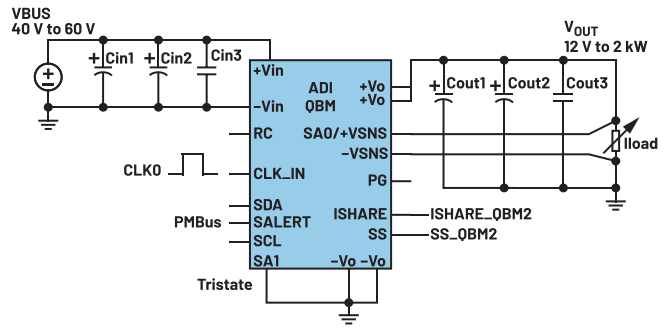 VBUS
40 V to 60 V
Cin1
Cin2
Cin3
+Vin
ADI
QBM
−Vin
+Vo
+Vo
VOUT
12 V to 2 kW
Cout1
Cout2
Cout3
RC
SA0/+VSNS
−VSNS
Iload
CLK0
CLK_IN
PG
SDA
PMBus
SALERT
SCL
ISHARE
ISHARE_QBM2
SS
SS_QBM2
SA1
−Vo −Vo
Tristate